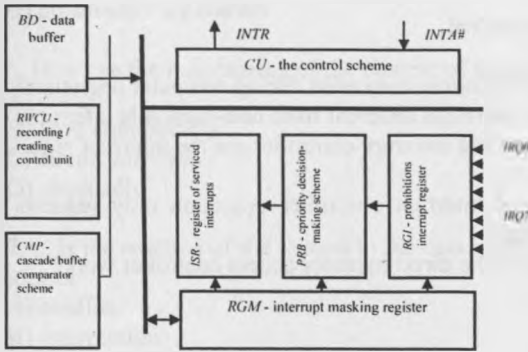 BD - data
buffer
RWCU -
recording /
reading
control unit
CMP -
cascade buffer
comparator
scheme
INTR
INTA#
CU - the control scheme
ISR - register of serviced
interrupts
PRB - cpriority decision-
making scheme
RGI - prohibitions
interrupt register
RGM - interrupt masking register